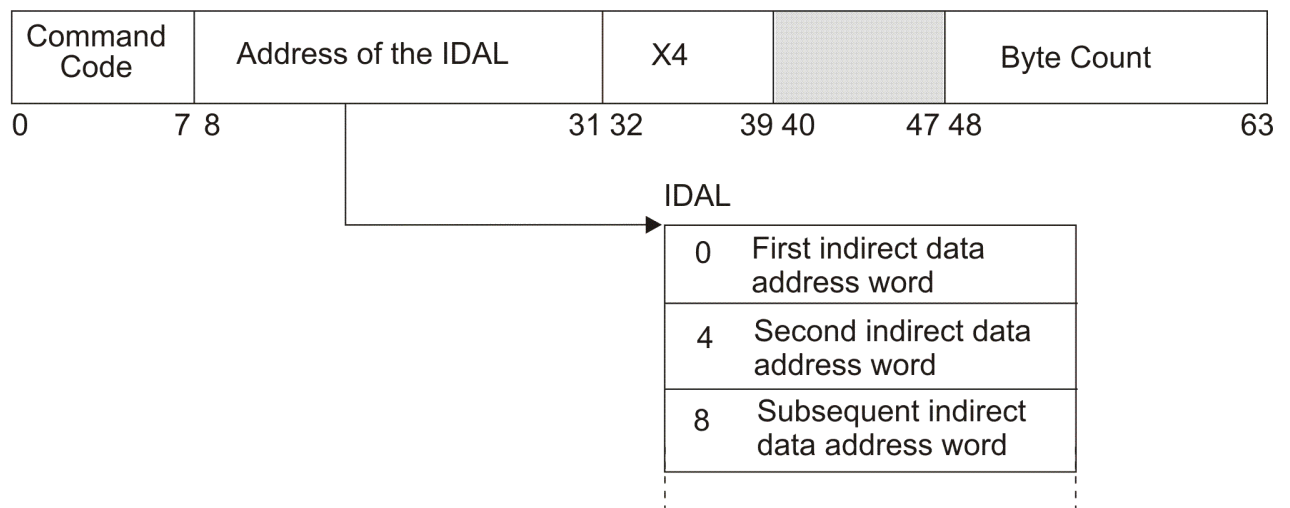 Command
Code
Address of the IDAL
X4
Byte Count
0
7 8
31 32
39 40
47 48
63
IDAL
0 First indirect data
address word
4 Second indirect data
address word
8 Subsequent indirect
data address word